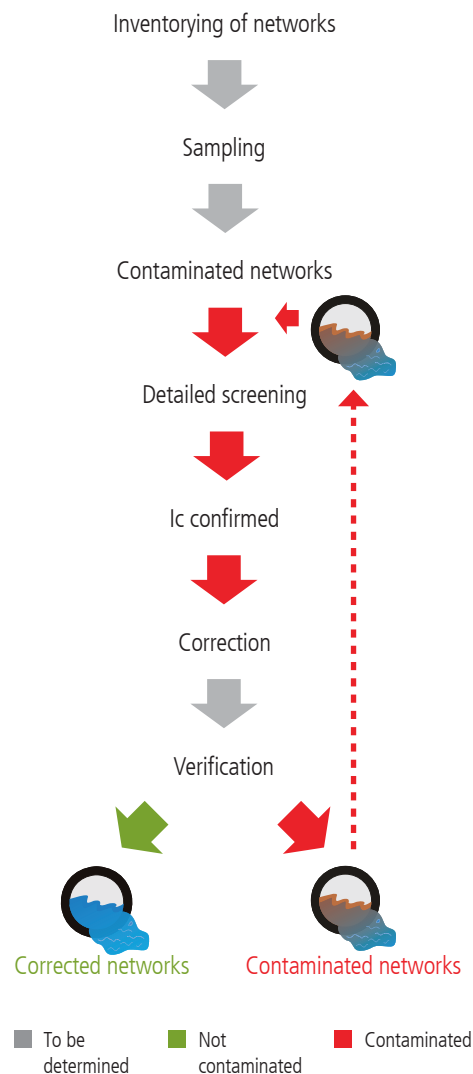 Inventorying of networks
Sampling
Contaminated networks
Detailed screening
Ic confirmed
Correction
Verification
Corrected networks
Contaminated networks
To be
determined
Not
contaminated
Contaminated